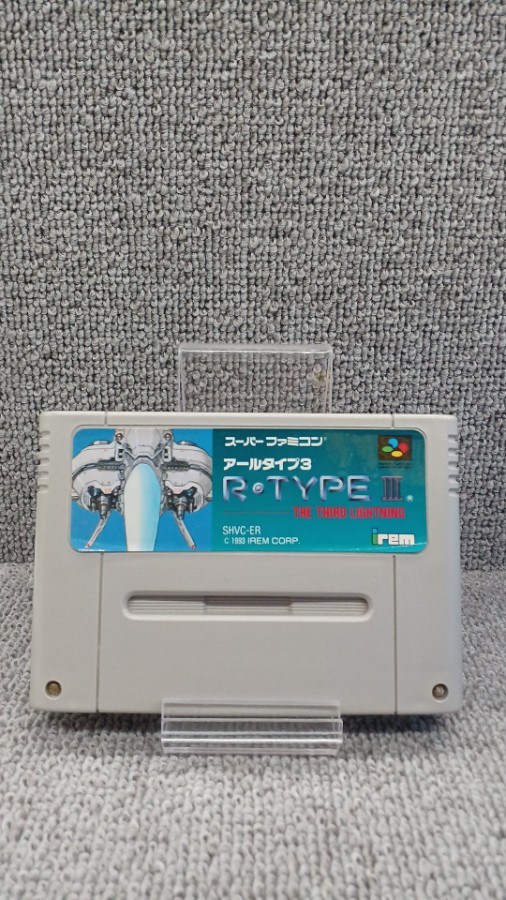 スーパーファミコン®
アールタイプ3
R・TYPE III ®
THE THIRD LIGHTNING
SHVC-ER
© 1993 IREM CORP.
irem